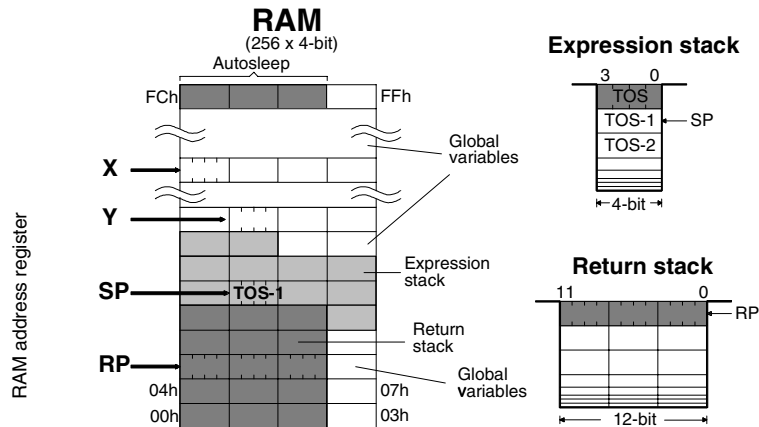 RAM
(256 x 4-bit)
Autosleep
FCh
FFh
Global
variables
X
Y
SP
TOS-1
Expression
stack
Return
stack
RP
Global
variables
04h
07h
00h
03h
RAM address register
Expression stack
3 0
TOS
TOS-1
SP
TOS-2
4-bit
Return stack
11 0
RP
12-bit